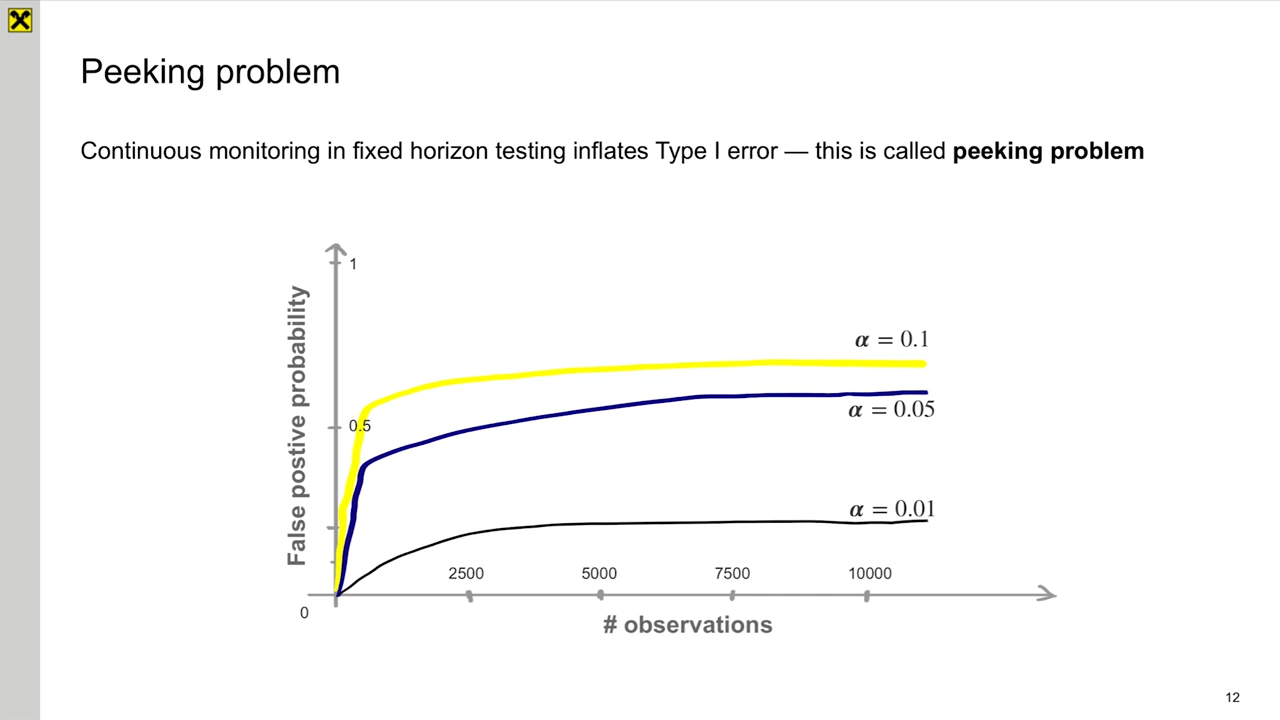 Peeking problem
Continuous monitoring in fixed horizon testing inflates Type I error — this is called peeking problem
1
False postive probability
α = 0.1
0.5
α = 0.05
α = 0.01
2500 5000 7500 10000
0
# observations
12